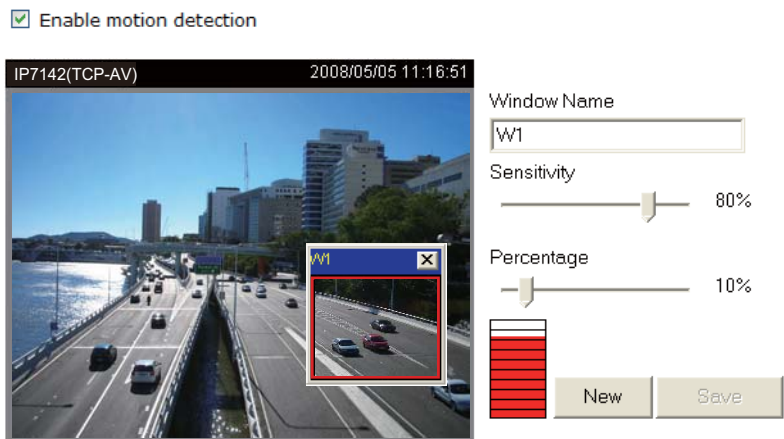 Enable motion detection
IP7142(TCP-AV) 2008/05/05 11:16:51
W1
Window Name
W1
Sensitivity
80%
Percentage
10%
New Save